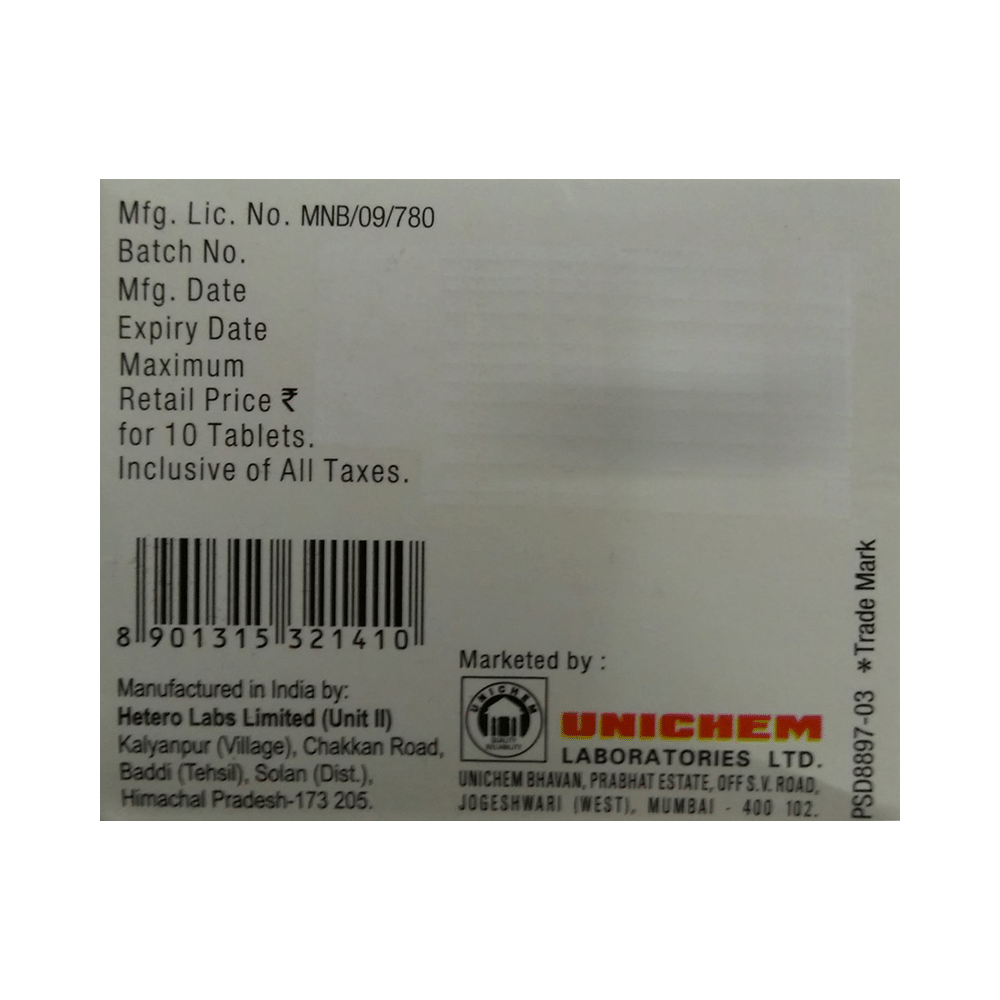 Mfg. Lic. No. MNB/09/780
Batch No.
Mfg. Date
Expiry Date
Maximum
Retail Price ₹
for 10 Tablets.
Inclusive of All Taxes.
8 901315 321410
Manufactured in India by:
Hetero Labs Limited (Unit II)
Kalyanpur (Village), Chakkan Road,
Baddi (Tehsil), Solan (Dist.),
Himachal Pradesh-173 205.
Marketed by :
UNICHEM
QUALITY
RELIABILITY
UNICHEM
LABORATORIES LTD.
UNICHEM BHAVAN, PRABHAT ESTATE, OFF S.V. ROAD,
JOGESHWARI (WEST), MUMBAI - 400 102.
PSD8897-03 *Trade Mark